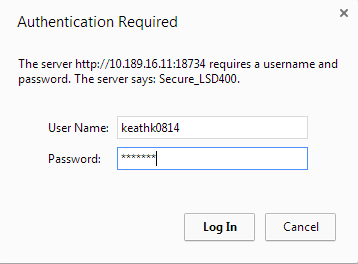 Authentication Required
The server http://10.189.16.11:18734 requires a username and
password. The server says: Secure_LSD400.
User Name: keathk0814
Password: *******
Log In Cancel